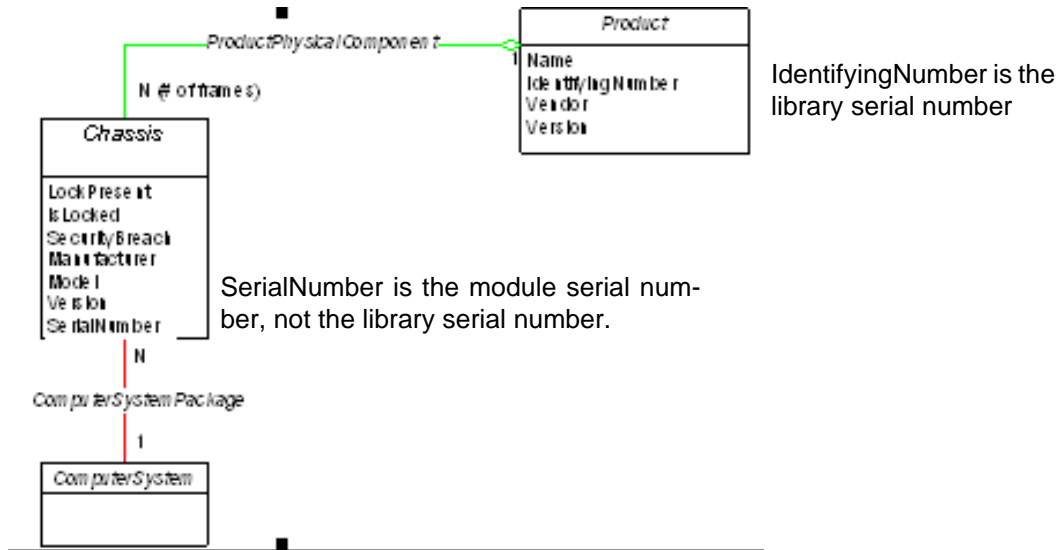 Product
ProductPhysicalComponent
1
Name
IdentifyingNumber
Vendor
Version
IdentifyingNumber is the
library serial number
N (# of frames)
Chassis
LockPresent
IsLocked
SecurityBreach
Manufacturer
Model
Version
SerialNumber
SerialNumber is the module serial num-
ber, not the library serial number.
N
ComputerSystemPackage
1
ComputerSystem